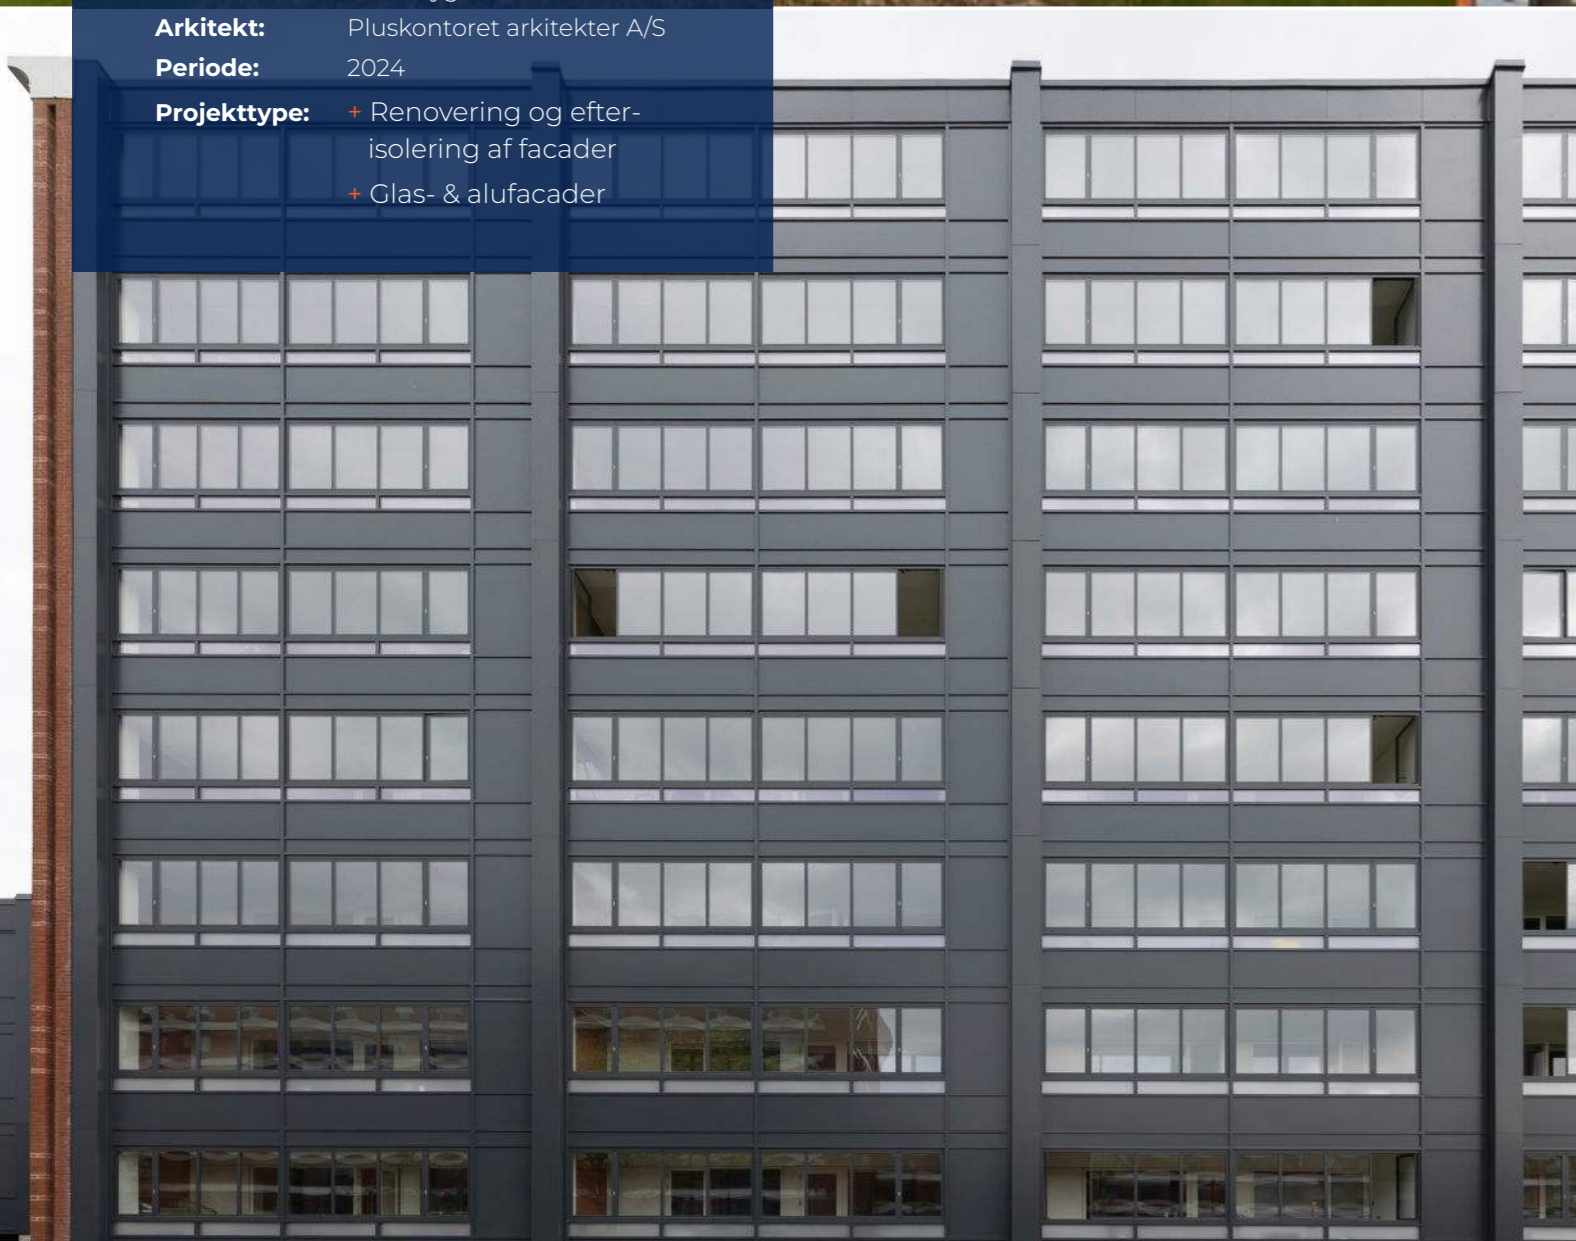 Arkitekt: Pluskontoret arkitekter A/S
Periode: 2024
Projekttype: + Renovering og efter-
isolering af facader
+ Glas- & alufacader